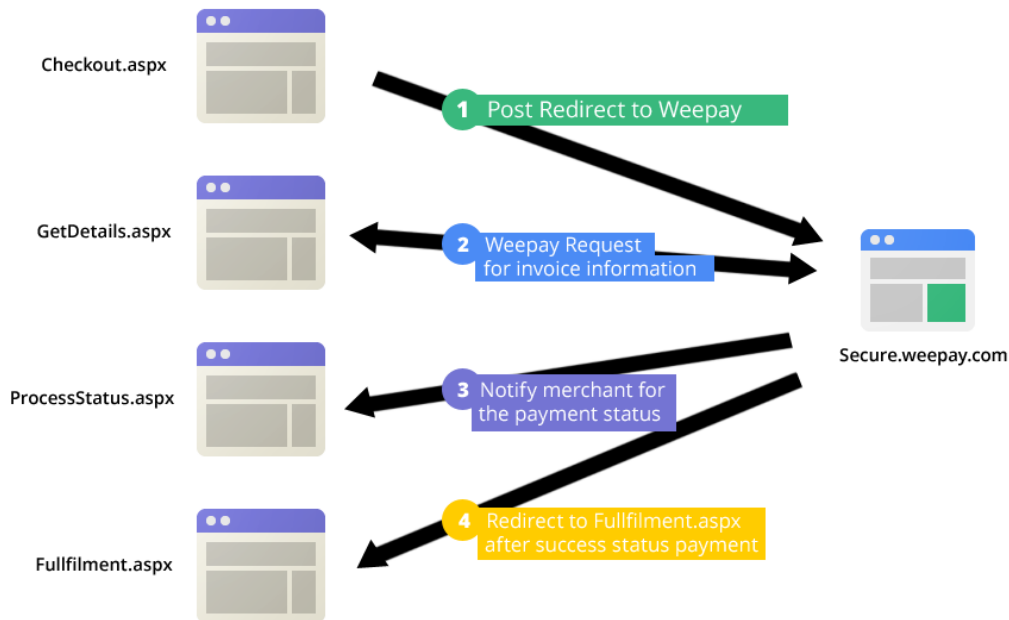 Checkout.aspx
1 Post Redirect to Weepay
GetDetails.aspx
2 Weepay Request
for invoice information
Secure.weepay.com
ProcessStatus.aspx
3 Notify merchant for
the payment status
Fullfilment.aspx
4 Redirect to Fullfilment.aspx
after success status payment